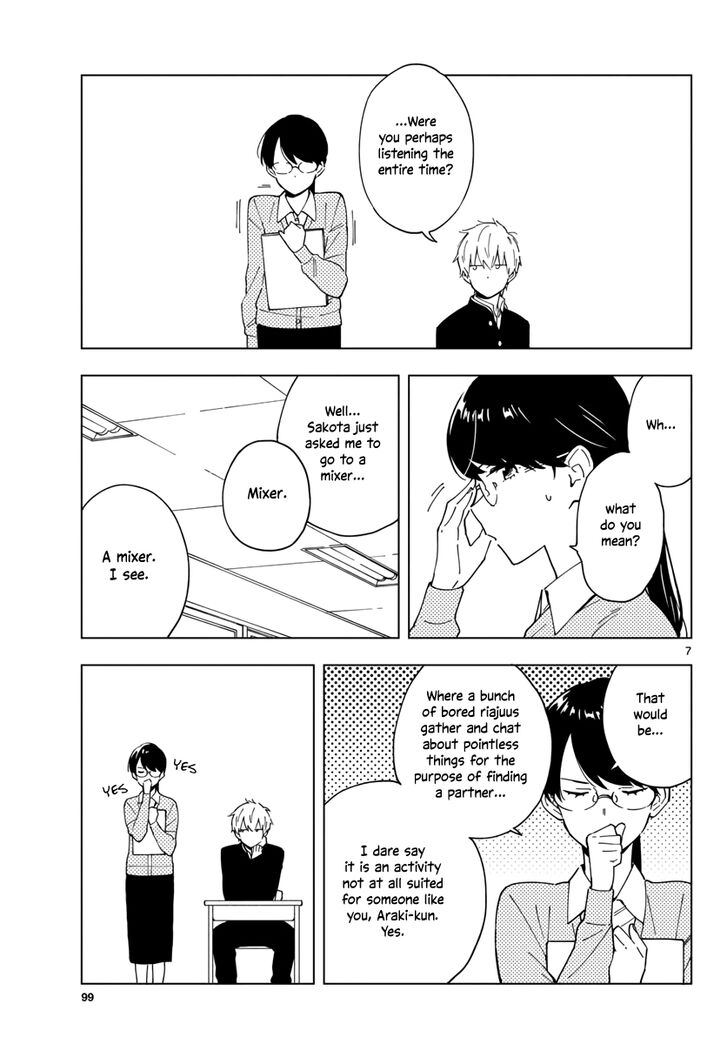 ...Were
you perhaps
listening the
entire time?
Wh...
what
do you
mean?
Well...
Sakota just
asked me to
go to a
mixer...
Mixer.
A mixer.
I see.
7
That
would
be...
Where a bunch
of bored riajuus
gather and chat
about pointless
things for the
purpose of finding
a partner...
I dare say
it is an activity
not at all suited
for someone like
you, Araki-kun.
Yes.
YES
YES
99